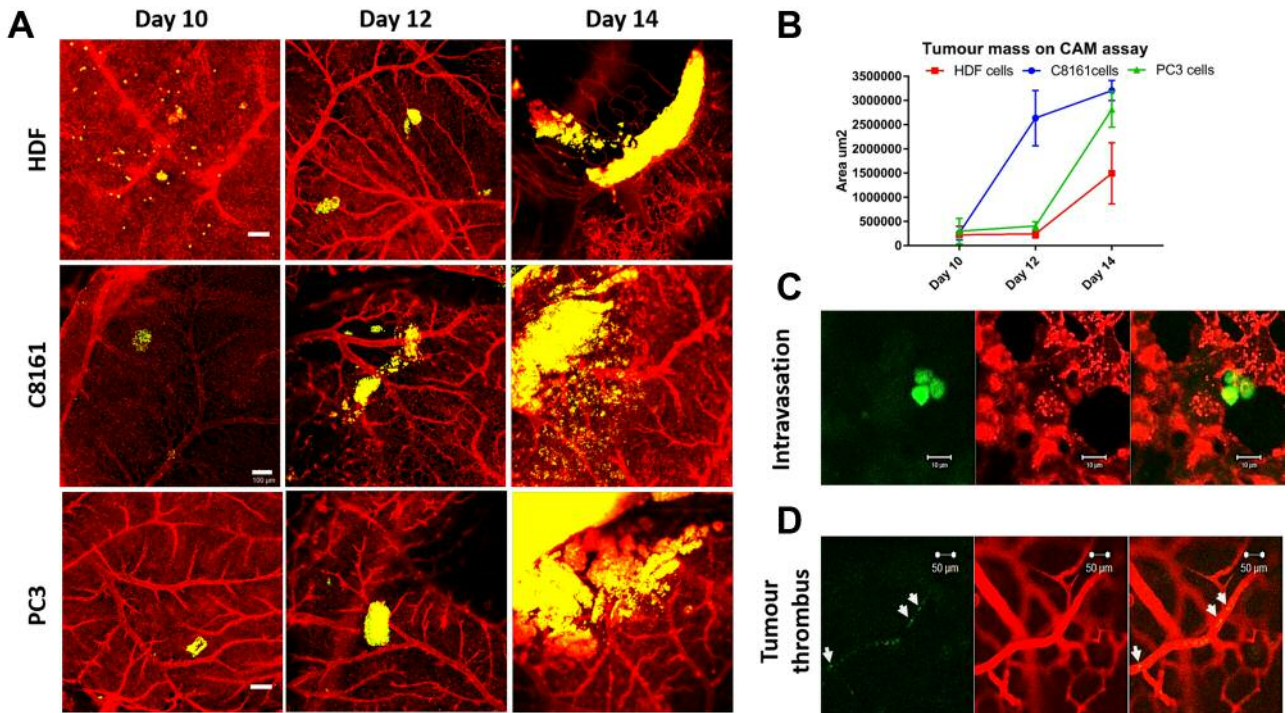 A
Day 10
Day 12
Day 14
HDF
C8161
100 µm
PC3
B
Tumour mass on CAM assay
HDF cells
C8161cells
PC3 cells
Area um2
3500000
3000000
2500000
2000000
1500000
1000000
500000
0
Day 10
Day 12
Day 14
C
Intravasation
10 µm
10 µm
10 µm
D
Tumour
thrombus
50 µm
50 µm
50 µm